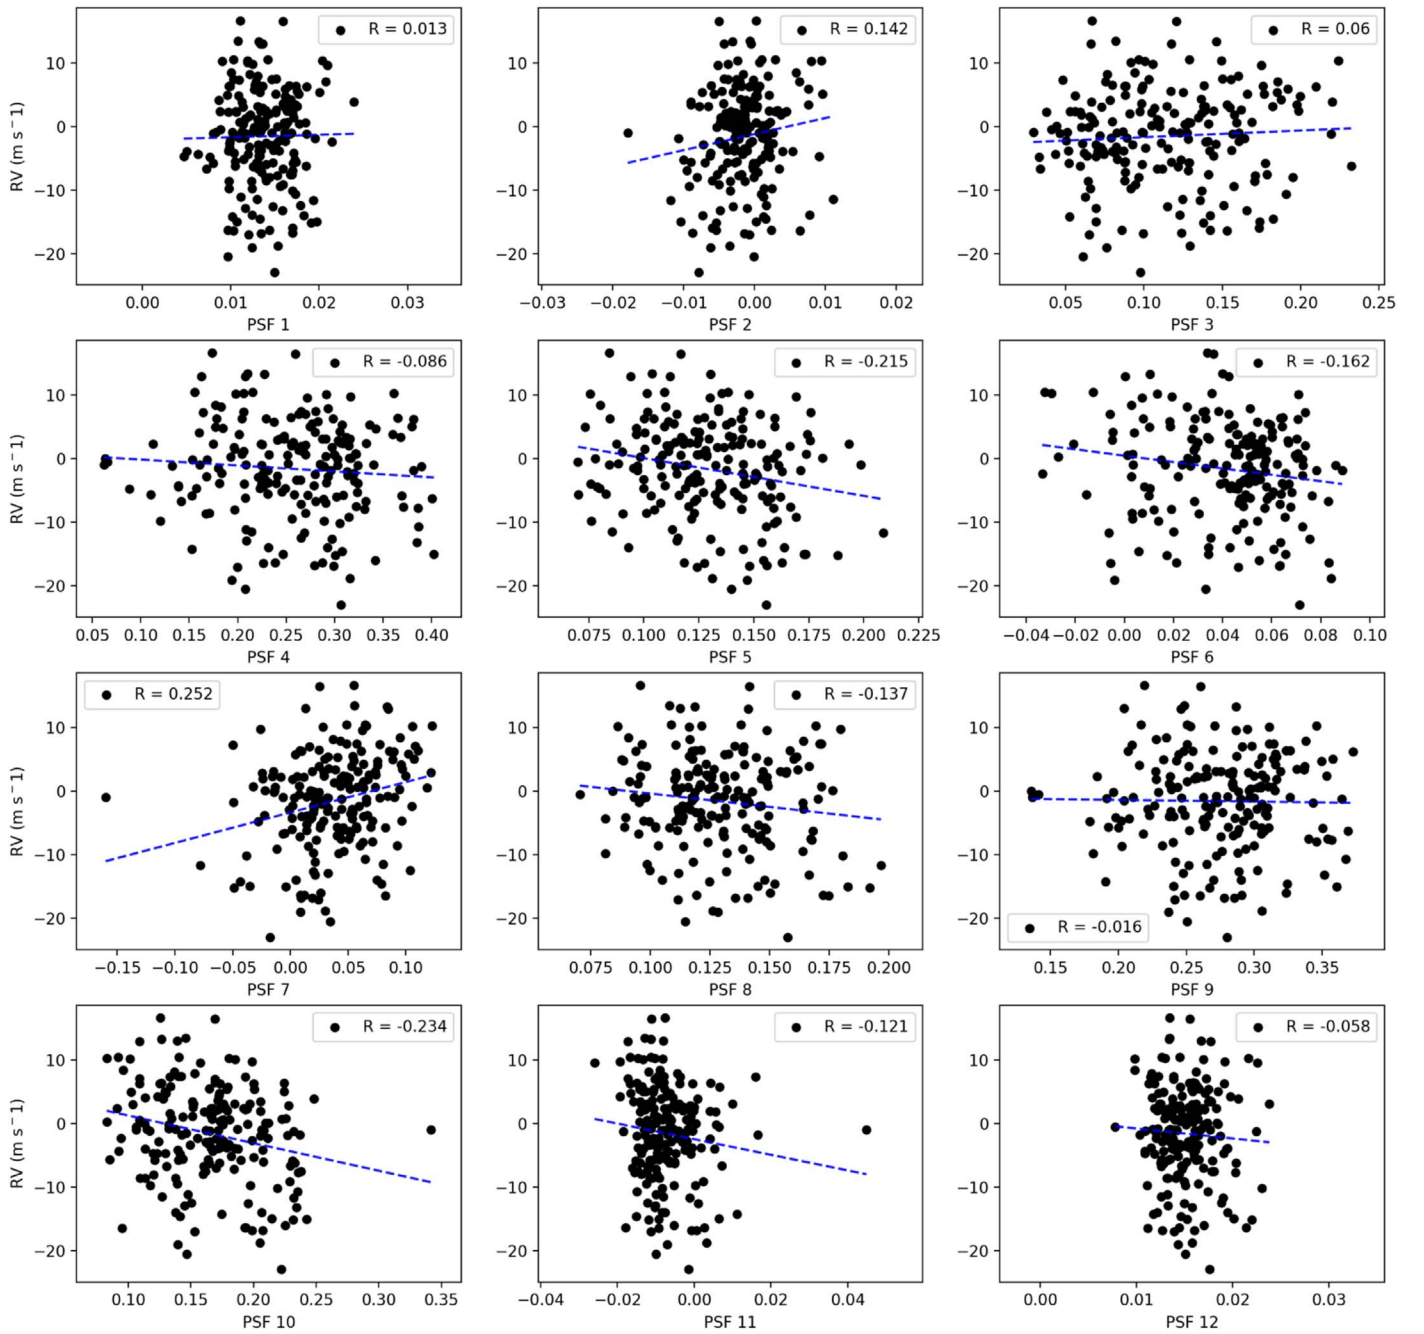 R = 0.013
R = 0.142
R = 0.06
10
0
−10
−20
RV (m s⁻1)
0.00 0.01 0.02 0.03
PSF 1
10
0
−10
−20
−0.03 −0.02 −0.01 0.00 0.01 0.02
PSF 2
10
0
−10
−20
0.05 0.10 0.15 0.20 0.25
PSF 3
R = -0.086
R = -0.215
R = -0.162
10
0
−10
−20
RV (m s⁻1)
0.05 0.10 0.15 0.20 0.25 0.30 0.35 0.40
PSF 4
10
0
−10
−20
0.075 0.100 0.125 0.150 0.175 0.200 0.225
PSF 5
10
0
−10
−20
−0.04 −0.02 0.00 0.02 0.04 0.06 0.08 0.10
PSF 6
R = 0.252
R = -0.137
R = -0.016
10
0
−10
−20
RV (m s⁻1)
−0.15 −0.10 −0.05 0.00 0.05 0.10
PSF 7
10
0
−10
−20
0.075 0.100 0.125 0.150 0.175 0.200
PSF 8
10
0
−10
−20
0.15 0.20 0.25 0.30 0.35
PSF 9
R = -0.234
R = -0.121
R = -0.058
10
0
−10
−20
RV (m s⁻1)
0.10 0.15 0.20 0.25 0.30 0.35
PSF 10
10
0
−10
−20
−0.04 −0.02 0.00 0.02 0.04
PSF 11
10
0
−10
−20
0.00 0.01 0.02 0.03
PSF 12